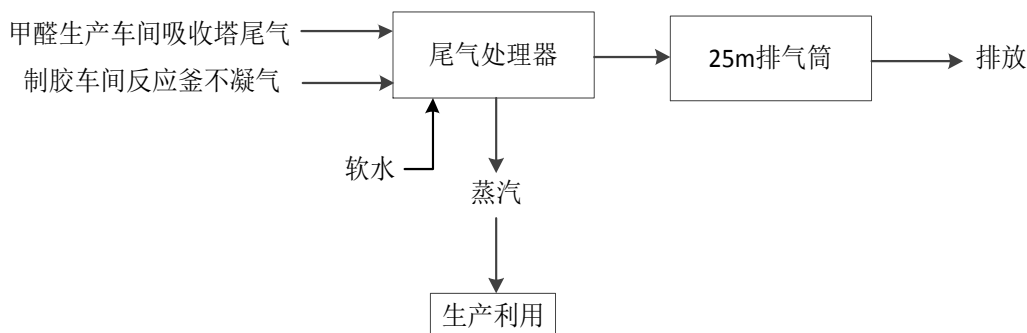 甲醛生产车间吸收塔尾气
制胶车间反应釜不凝气
尾气处理器
25m排气筒
排放
软水
蒸汽
生产利用